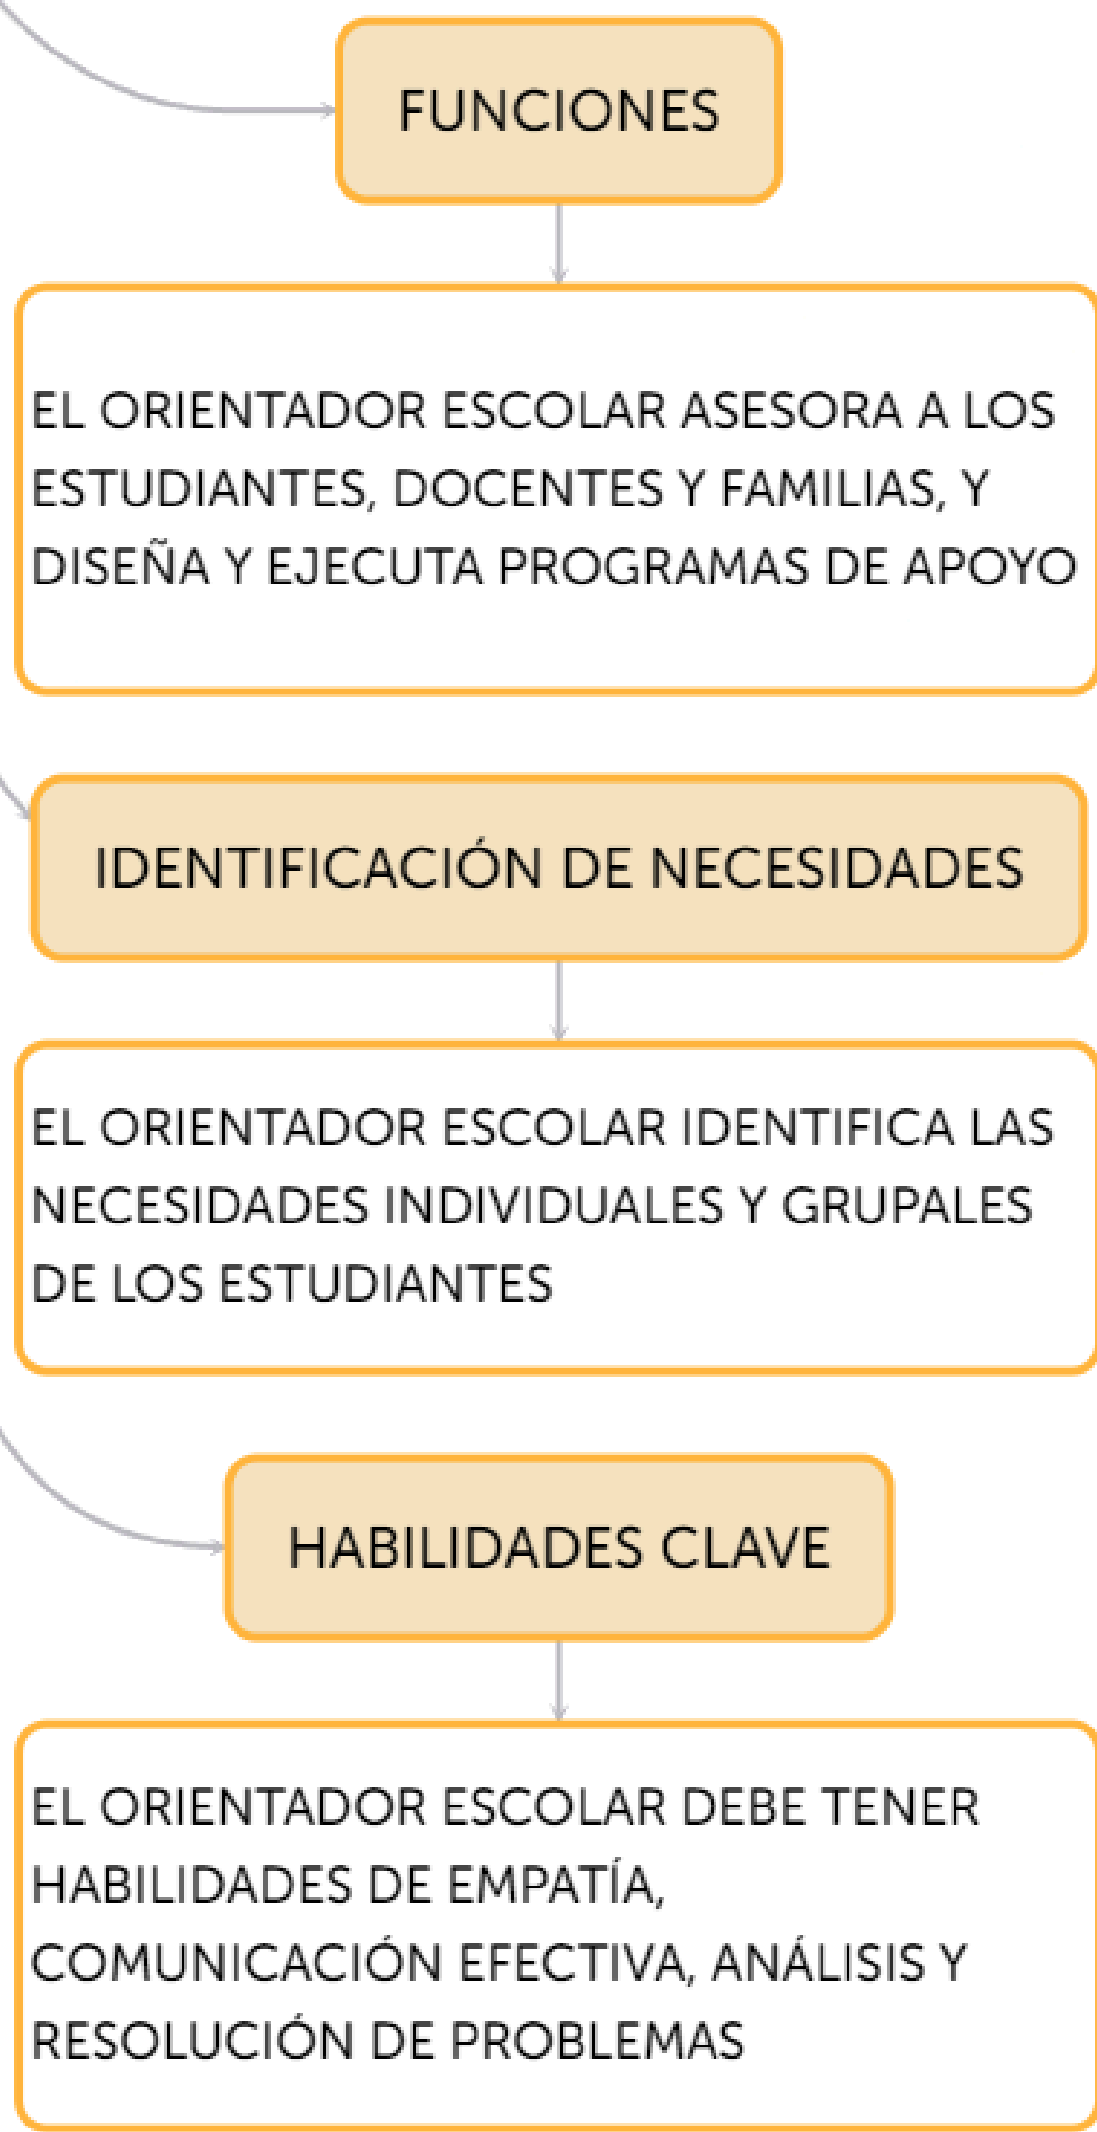 FUNCIONES
EL ORIENTADOR ESCOLAR ASESORA A LOS
ESTUDIANTES, DOCENTES Y FAMILIAS, Y
DISEÑA Y EJECUTA PROGRAMAS DE APOYO
IDENTIFICACIÓN DE NECESIDADES
EL ORIENTADOR ESCOLAR IDENTIFICA LAS
NECESIDADES INDIVIDUALES Y GRUPALES
DE LOS ESTUDIANTES
HABILIDADES CLAVE
EL ORIENTADOR ESCOLAR DEBE TENER
HABILIDADES DE EMPATÍA,
COMUNICACIÓN EFECTIVA, ANÁLISIS Y
RESOLUCIÓN DE PROBLEMAS